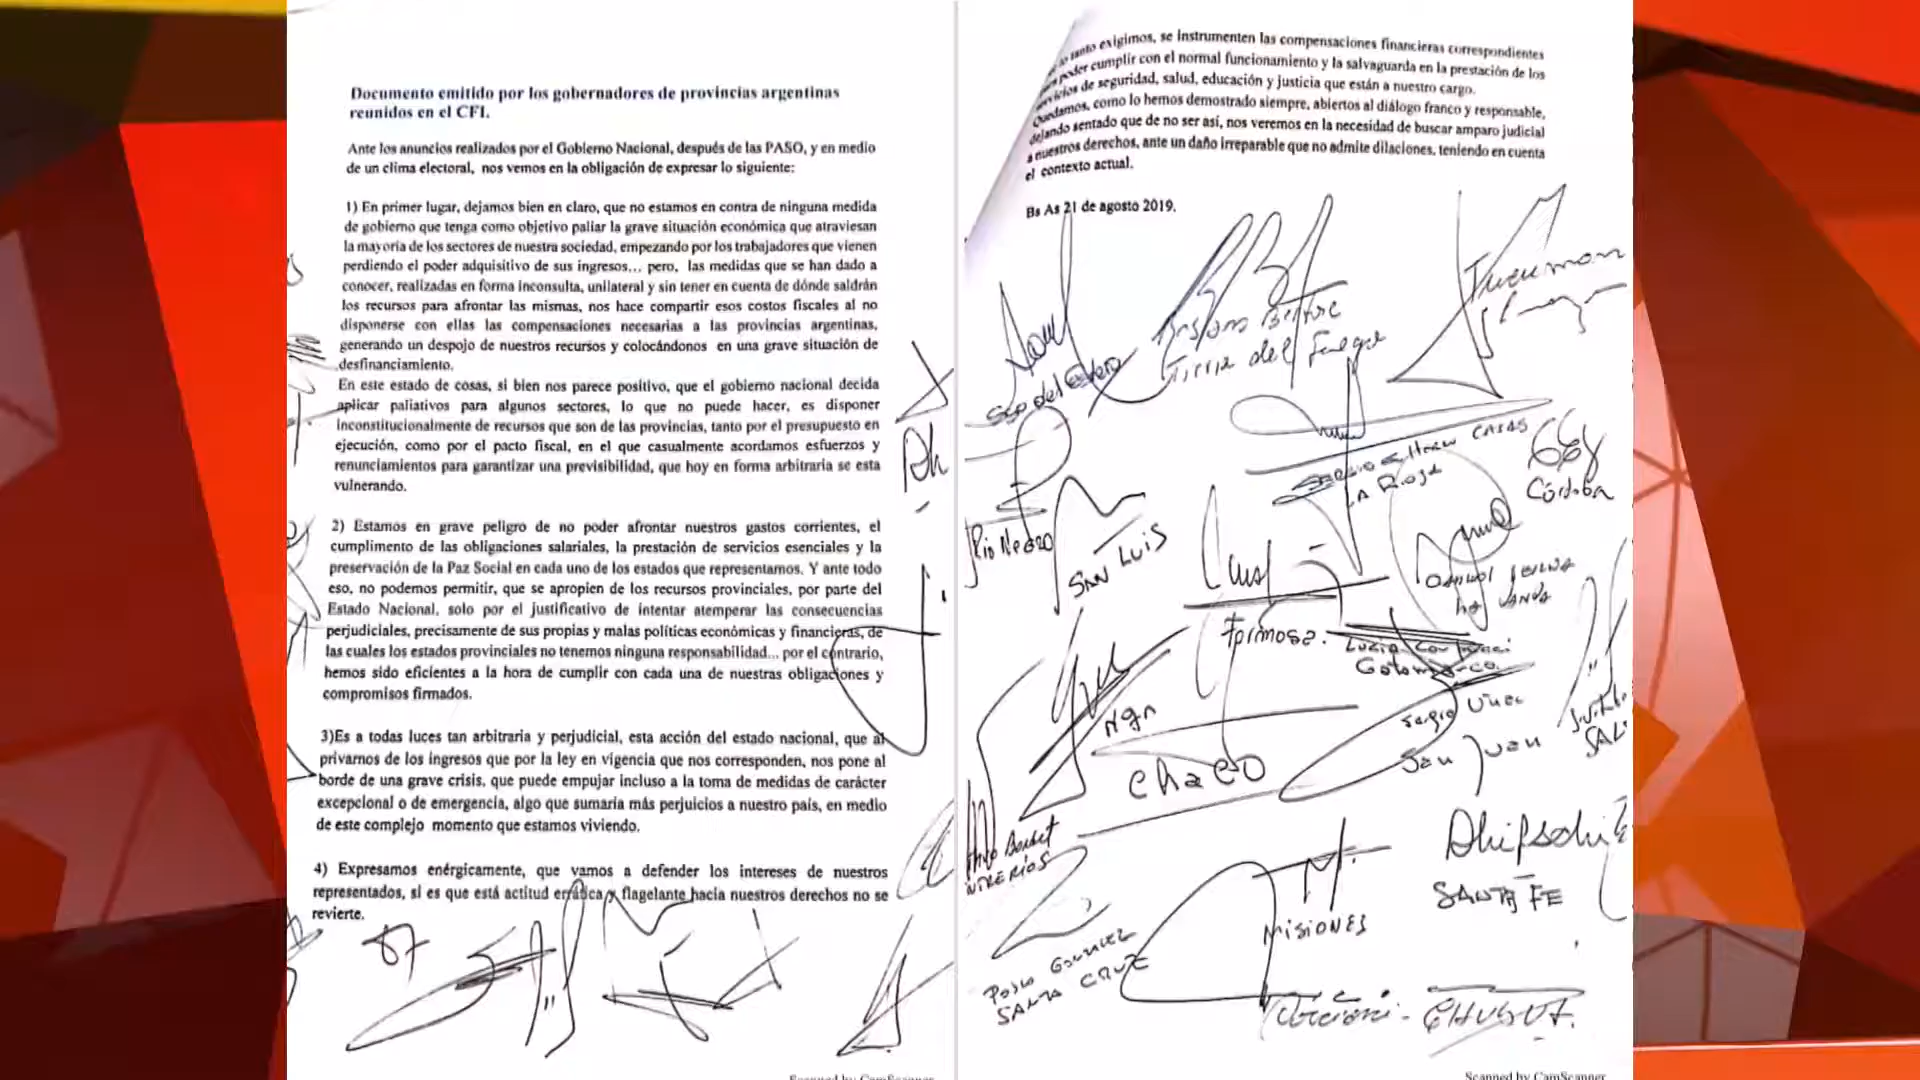 Documento emitido por los gobernadores de provincias argentinas
reunidos en el CFI.
Ante los anuncios realizados por el Gobierno Nacional, después de las PASO, y en medio
de un clima electoral, nos vemos en la obligación de expresar lo siguiente:
1) En primer lugar, dejamos bien en claro, que no estamos en contra de ninguna medida
de gobierno que tenga como objetivo paliar la grave situación económica que atraviesan
la mayoría de los sectores de nuestra sociedad, empezando por los trabajadores que vienen
perdiendo el poder adquisitivo de sus ingresos... pero, las medidas que se han dado a
conocer, realizadas en forma inconsulta, unilateral y sin tener en cuenta de dónde saldrán
los recursos para afrontar las mismas, nos hace compartir esos costos fiscales al no
disponerse con ellas las compensaciones necesarias a las provincias argentinas,
generando un despojo de nuestros recursos y colocándonos en una grave situación de
desfinanciamiento.
En este estado de cosas, si bien nos parece positivo, que el gobierno nacional decida
aplicar paliativos para algunos sectores, lo que no puede hacer, es disponer
inconstitucionalmente de recursos que son de las provincias, tanto por el presupuesto en
ejecución, como por el pacto fiscal, en el que casualmente acordamos esfuerzos y
renunciamientos para garantizar una previsibilidad, que hoy en forma arbitraria se esta
vulnerando.
2) Estamos en grave peligro de no poder afrontar nuestros gastos corrientes, el
cumplimento de las obligaciones salariales, la prestación de servicios esenciales y la
preservación de la Paz Social en cada uno de los estados que representamos. Y ante todo
eso, no podemos permitir, que se apropien de los recursos provinciales, por parte del
Estado Nacional, solo por el justificativo de intentar atemperar las consecuencias
perjudiciales, precisamente de sus propias y malas políticas económicas y financieras, de
las cuales los estados provinciales no tenemos ninguna responsabilidad... por el contrario,
hemos sido eficientes a la hora de cumplir con cada una de nuestras obligaciones y
compromisos firmados.
3)Es a todas luces tan arbitraria y perjudicial, esta acción del estado nacional, que al
privarnos de los ingresos que por la ley en vigencia que nos corresponden, nos pone al
borde de una grave crisis, que puede empujar incluso a la toma de medidas de carácter
excepcional o de emergencia, algo que sumaria más perjuicios a nuestro país, en medio
de este complejo momento que estamos viviendo.
4) Expresamos enérgicamente, que vamos a defender los intereses de nuestros
representados, si es que está actitud errática y flagelante hacia nuestros derechos no se
revierte.
tanto exigimos, se instrumenten las compensaciones financieras correspondientes
poder cumplir con el normal funcionamiento y la salvaguarda en la prestación de los
servicios de seguridad, salud, educación y justicia que están a nuestro cargo.
Quedamos, como lo hemos demostrado siempre, abiertos al diálogo franco y responsable,
dejando sentado que de no ser así, nos veremos en la necesidad de buscar amparo judicial
a nuestros derechos, ante un daño irreparable que no admite dilaciones, teniendo en cuenta
el contexto actual.
Bs As 21 de agosto 2019.
Tucuman
Sgo del Estero
Tierra del Fuego
CASAS
LA Rioja
Córdoba
Rio Negro
SAN LUIS
Formosa.
Catamarca
Sergio Uñac
San Juan
Nqn
Chaco
SANTA FE
MISIONES
SANTA CRUZ
Arcioni - CHUBUT.
Scanned by CamScanner